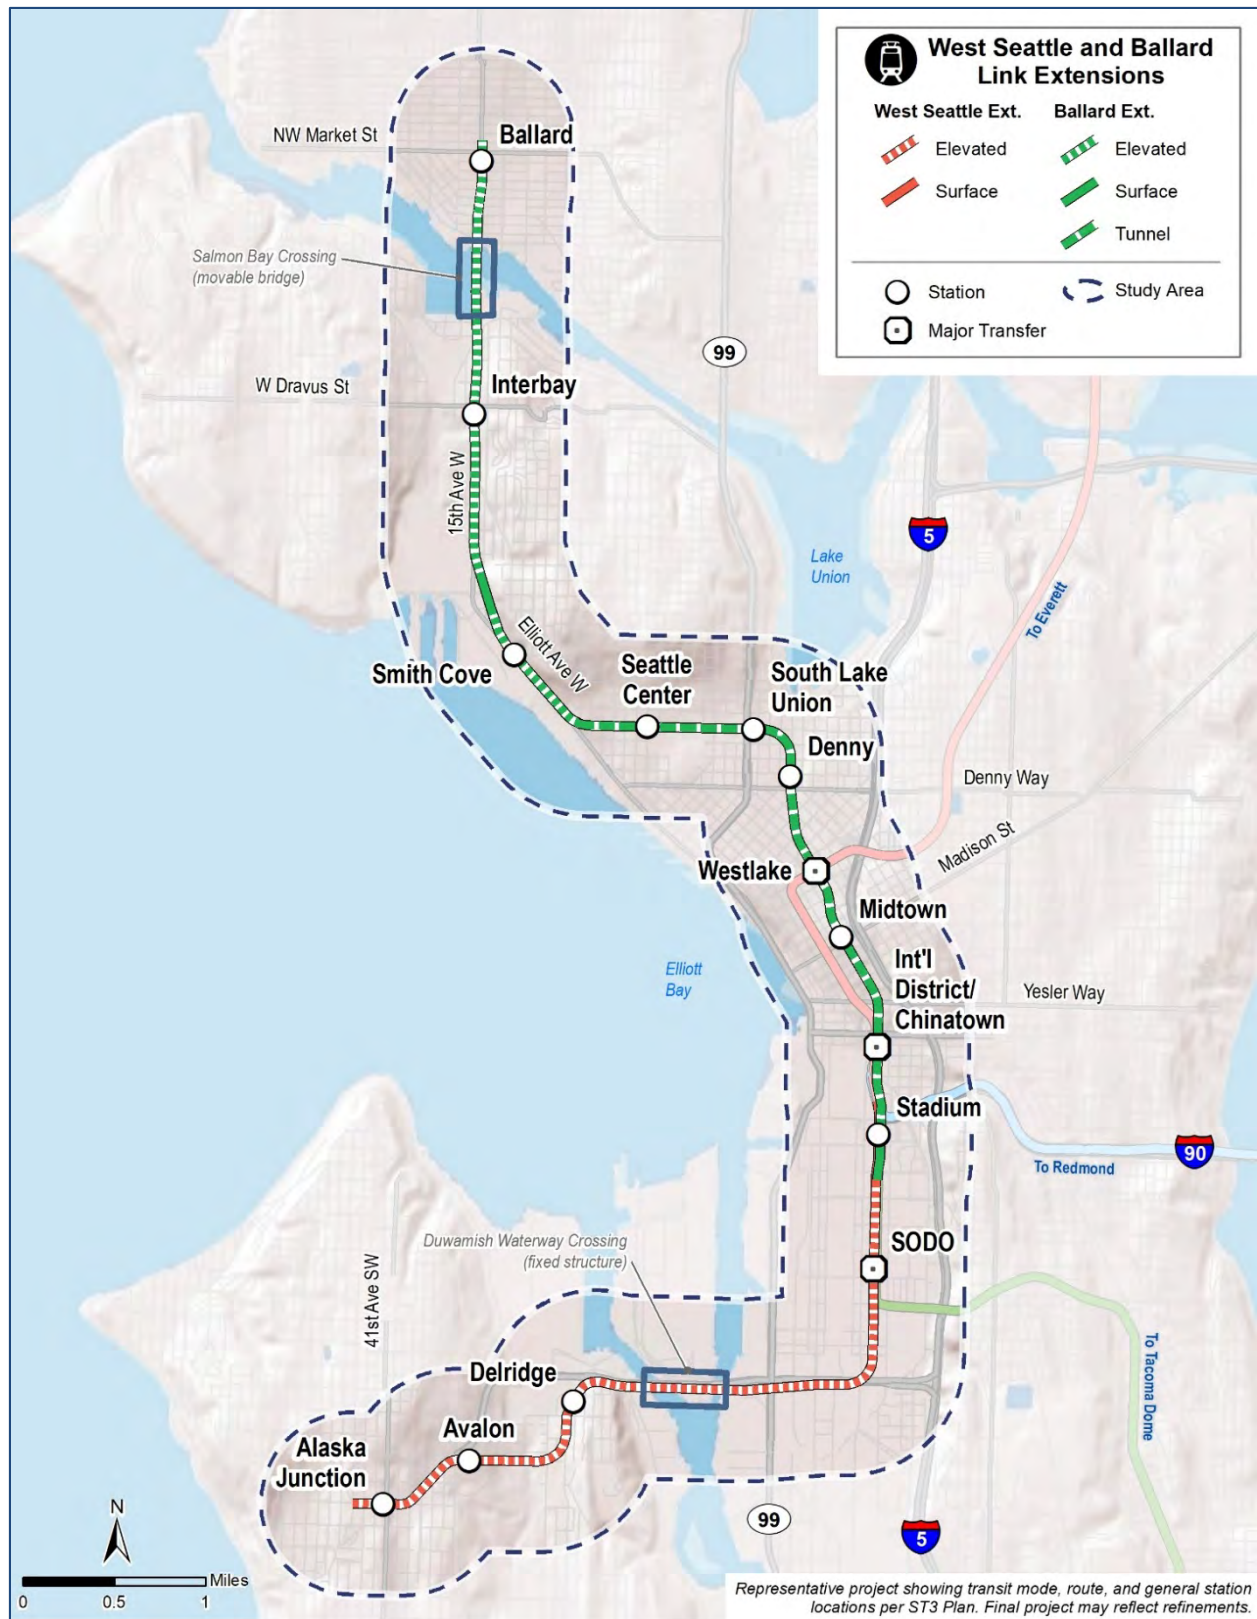 West Seattle and Ballard
Link Extensions
West Seattle Ext.
Ballard Ext.
Elevated
Elevated
Surface
Surface
Tunnel
Station
Study Area
Major Transfer
NW Market St
Ballard
Salmon Bay Crossing
(movable bridge)
99
W Dravus St
Interbay
15th Ave W
5
Lake
Union
To Everett
Elliott Ave W
Smith Cove
Seattle
Center
South Lake
Union
Denny
Denny Way
Madison St
Westlake
Midtown
Elliott
Bay
Int'l
District/
Chinatown
Yesler Way
Stadium
90
To Redmond
SODO
Duwamish Waterway Crossing
(fixed structure)
41st Ave SW
To Tacoma Dome
Delridge
Avalon
Alaska
Junction
N
99
5
0
0.5
1
Miles
Representative project showing transit mode, route, and general station
locations per ST3 Plan. Final project may reflect refinements.